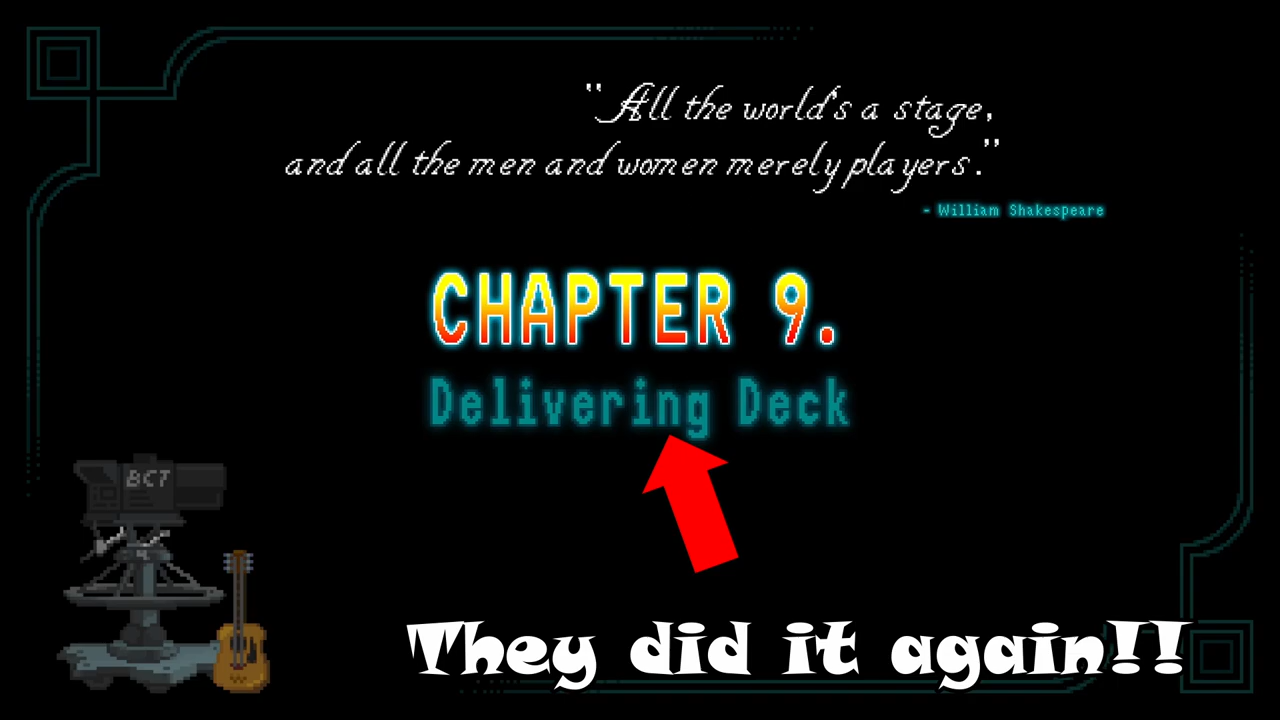 "All the world's a stage,
and all the men and women merely players."
- William Shakespeare
CHAPTER 9.
Delivering Deck
BCT
They did it again!!